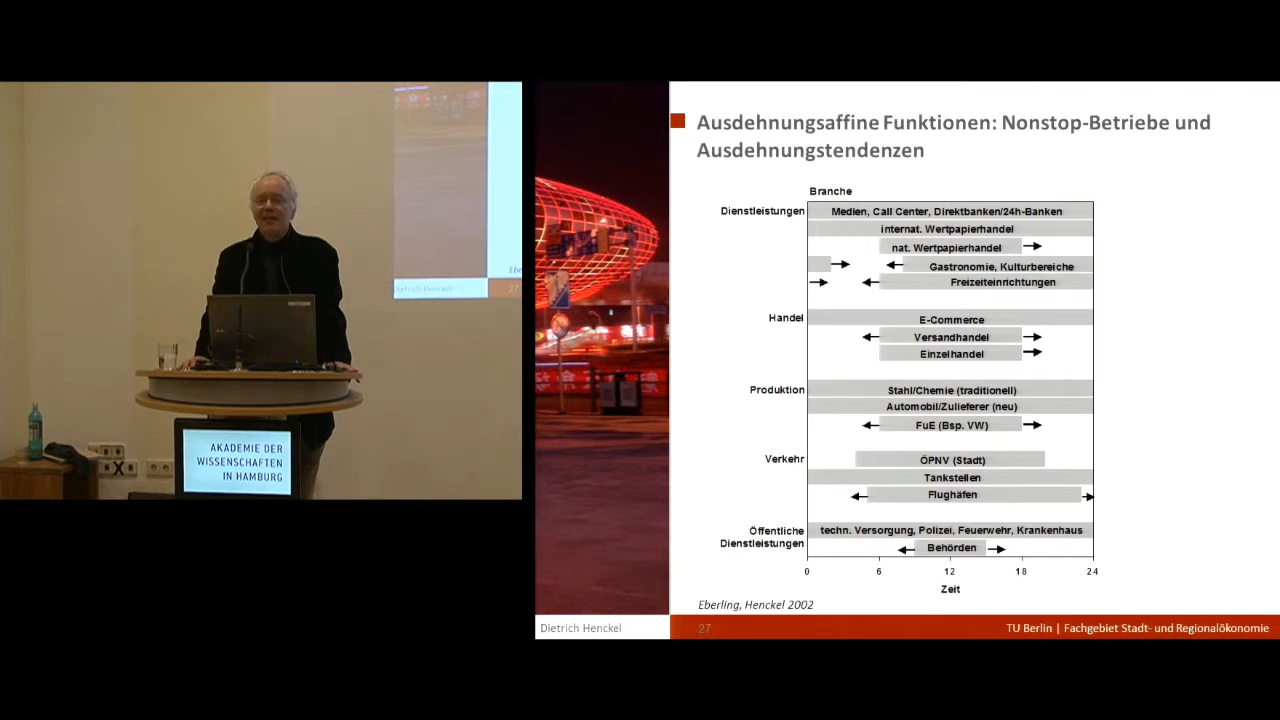 AKADEMIE DER
WISSENSCHAFTEN
IN HAMBURG
Dietrich Henckel
27
Ausdehnungsaffine Funktionen: Nonstop-Betriebe und
Ausdehnungstendenzen
Branche
Dienstleistungen
Medien, Call Center, Direktbanken/24h-Banken
internat. Wertpapierhandel
nat. Wertpapierhandel
Gastronomie, Kulturbereiche
Freizeiteinrichtungen
Handel
E-Commerce
Versandhandel
Einzelhandel
Produktion
Stahl/Chemie (traditionell)
Automobil/Zulieferer (neu)
FuE (Bsp. VW)
Verkehr
ÖPNV (Stadt)
Tankstellen
Flughäfen
Öffentliche
Dienstleistungen
techn. Versorgung, Polizei, Feuerwehr, Krankenhaus
Behörden
0 6 12 18 24
Zeit
Eberling, Henckel 2002
Dietrich Henckel
27
TU Berlin | Fachgebiet Stadt- und Regionalökonomie